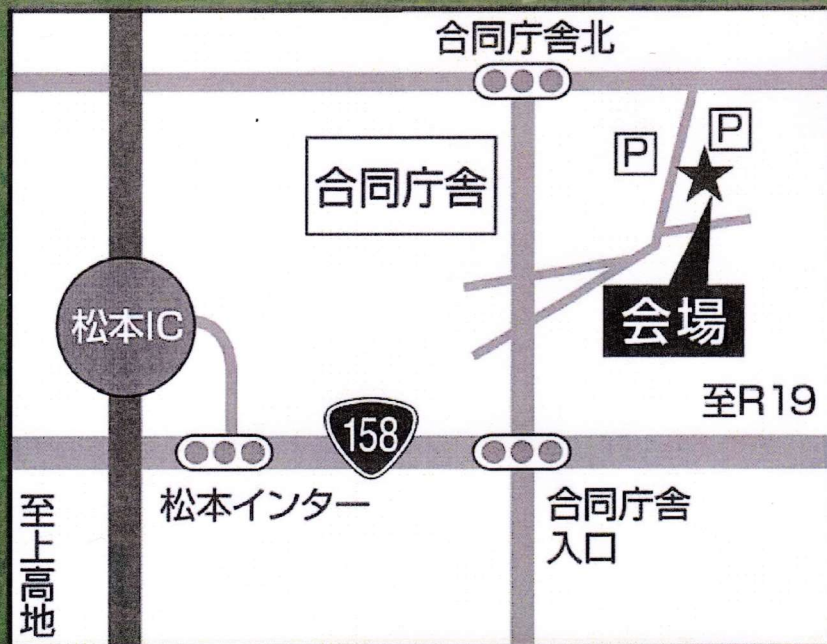 合同庁舎北
P
P
合同庁舎
松本IC
会場
至R19
158
松本インター
合同庁舎
入口
至上高地